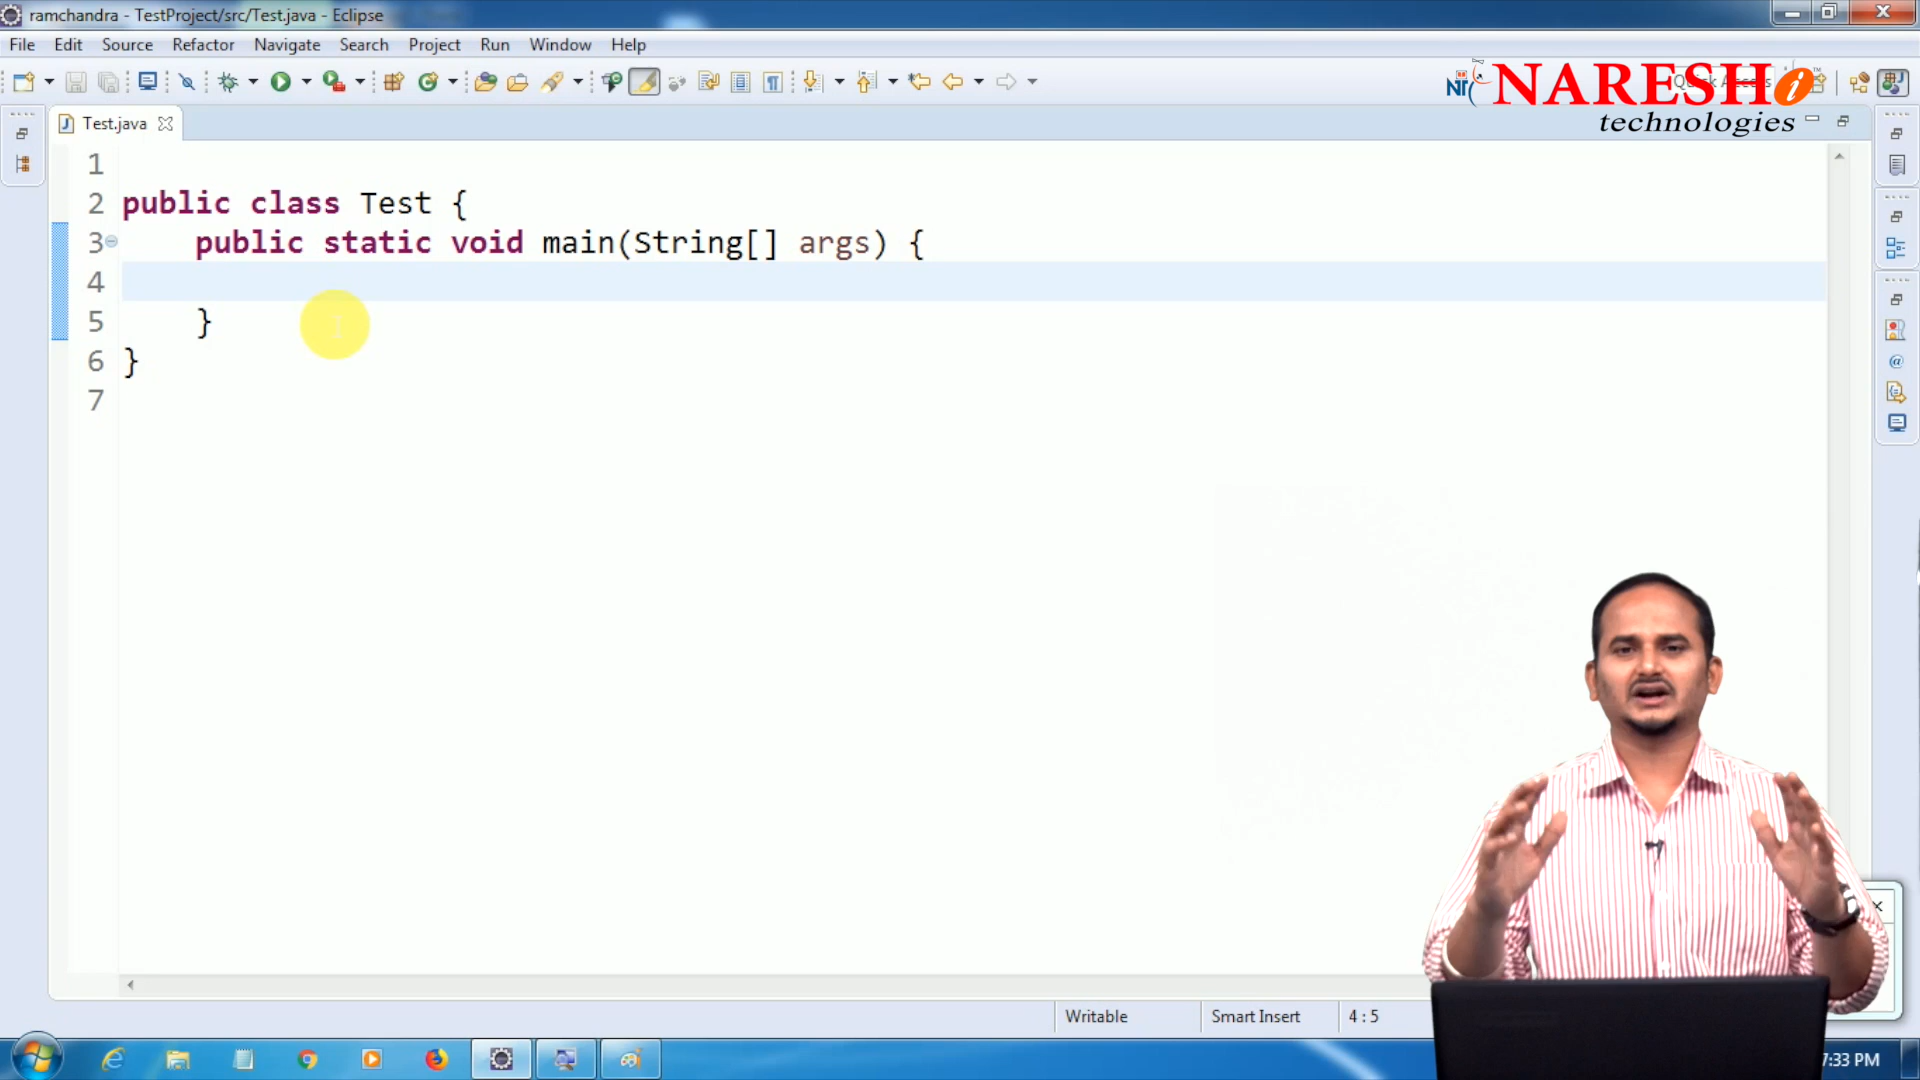 ramchandra - TestProject/src/Test.java - Eclipse
File Edit Source Refactor Navigate Search Project Run Window Help
Quick Access
NARESH i
technologies
Test.java
1
2 public class Test {
3 public static void main(String[] args) {
4
5 }
6 }
7
Writable Smart Insert 4 : 5
7:33 PM